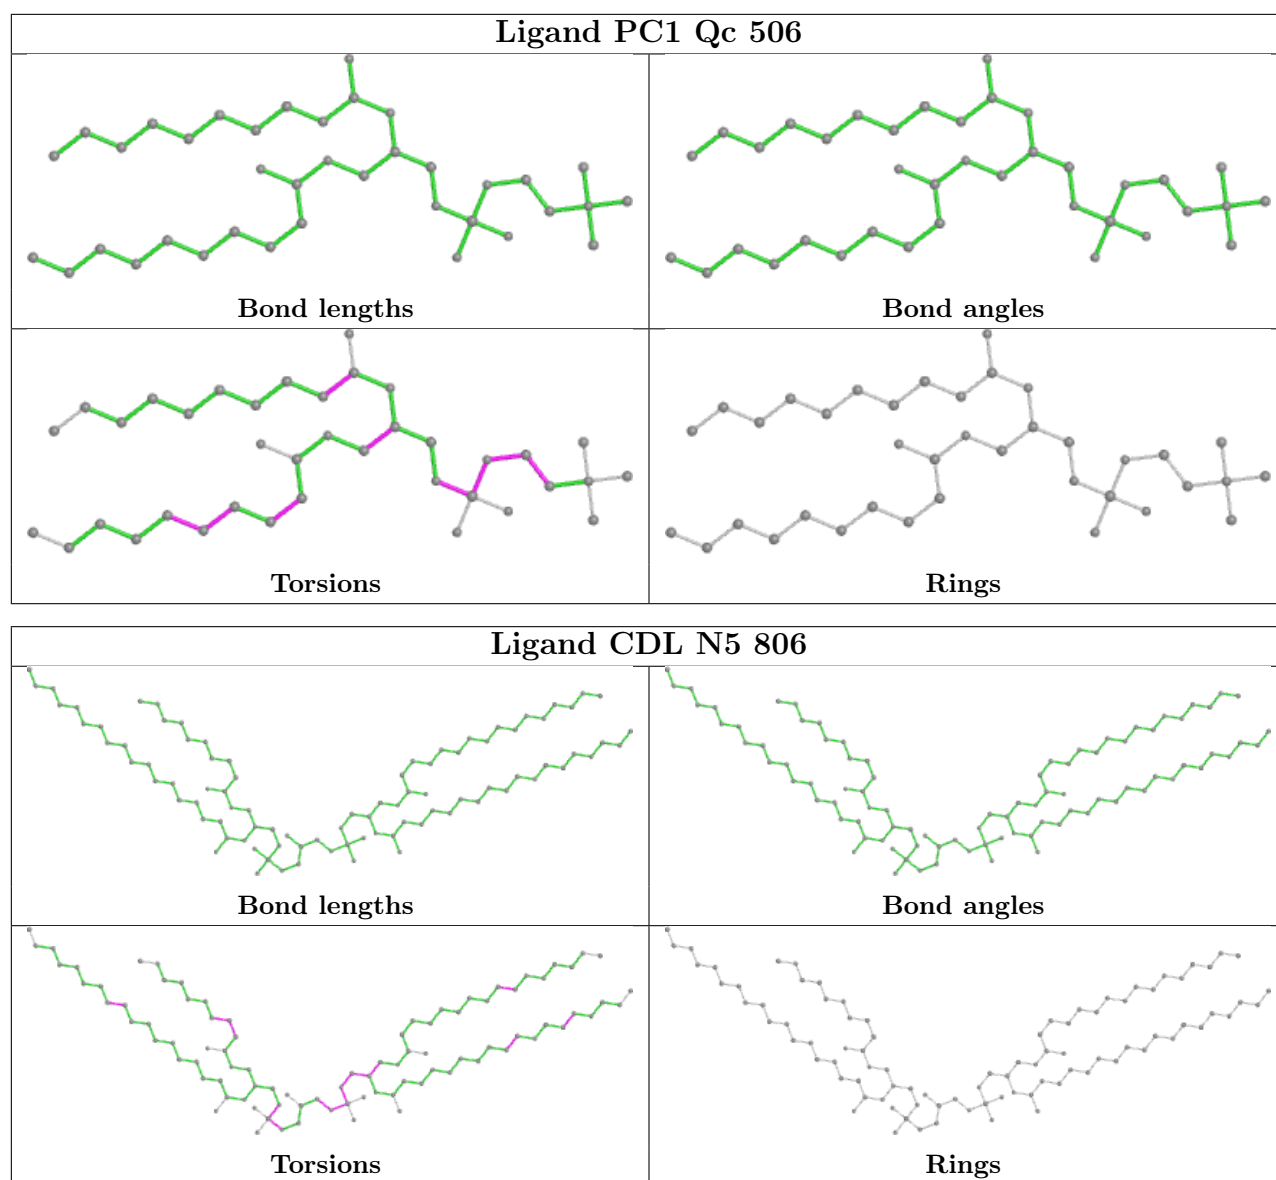 Ligand PC1 Qc 506
Bond lengths
Bond angles
Torsions
Rings
Ligand CDL N5 806
Bond lengths
Bond angles
Torsions
Rings